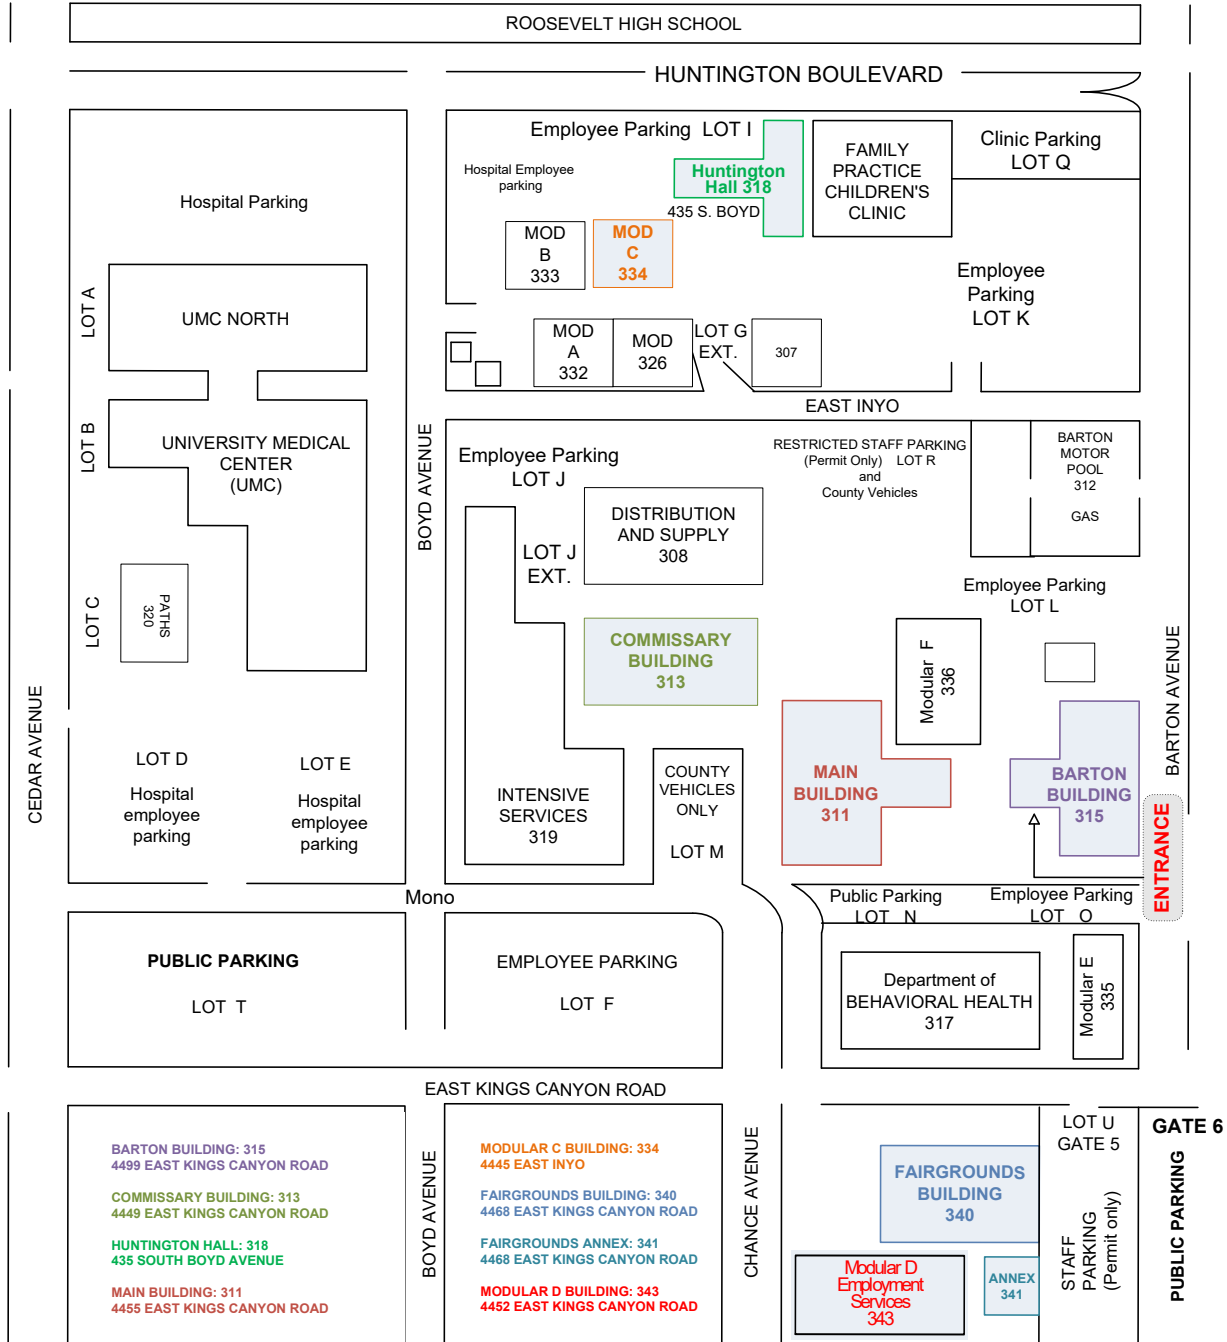 ROOSEVELT HIGH SCHOOL
HUNTINGTON BOULEVARD
Employee Parking LOT I
Clinic Parking
LOT Q
FAMILY
PRACTICE
CHILDREN'S
CLINIC
Hospital Employee
parking
Huntington
Hall 318
435 S. BOYD
Hospital Parking
MOD
B
333
MOD
C
334
Employee
Parking
LOT K
LOT A
UMC NORTH
MOD
A
332
MOD
326
LOT G
EXT.
307
EAST INYO
LOT B
UNIVERSITY MEDICAL
CENTER
(UMC)
BOYD AVENUE
Employee Parking
LOT J
RESTRICTED STAFF PARKING
(Permit Only) LOT R
and
County Vehicles
BARTON
MOTOR
POOL
312
GAS
DISTRIBUTION
AND SUPPLY
308
LOT J
EXT.
LOT C
PATHS
320
Employee Parking
LOT L
COMMISSARY
BUILDING
313
Modular F
336
BARTON AVENUE
CEDAR AVENUE
LOT D
Hospital
employee
parking
LOT E
Hospital
employee
parking
INTENSIVE
SERVICES
319
COUNTY
VEHICLES
ONLY
LOT M
MAIN
BUILDING
311
BARTON
BUILDING
315
ENTRANCE
Mono
Public Parking
LOT N
Employee Parking
LOT O
PUBLIC PARKING
LOT T
EMPLOYEE PARKING
LOT F
Department of
BEHAVIORAL HEALTH
317
Modular E
335
EAST KINGS CANYON ROAD
BARTON BUILDING: 315
4499 EAST KINGS CANYON ROAD
COMMISSARY BUILDING: 313
4449 EAST KINGS CANYON ROAD
HUNTINGTON HALL: 318
435 SOUTH BOYD AVENUE
MAIN BUILDING: 311
4455 EAST KINGS CANYON ROAD
BOYD AVENUE
MODULAR C BUILDING: 334
4445 EAST INYO
FAIRGROUNDS BUILDING: 340
4468 EAST KINGS CANYON ROAD
FAIRGROUNDS ANNEX: 341
4468 EAST KINGS CANYON ROAD
MODULAR D BUILDING: 343
4452 EAST KINGS CANYON ROAD
CHANCE AVENUE
FAIRGROUNDS
BUILDING
340
Modular D
Employment
Services
343
ANNEX
341
LOT U
GATE 5
STAFF
PARKING
(Permit only)
GATE 6
PUBLIC PARKING